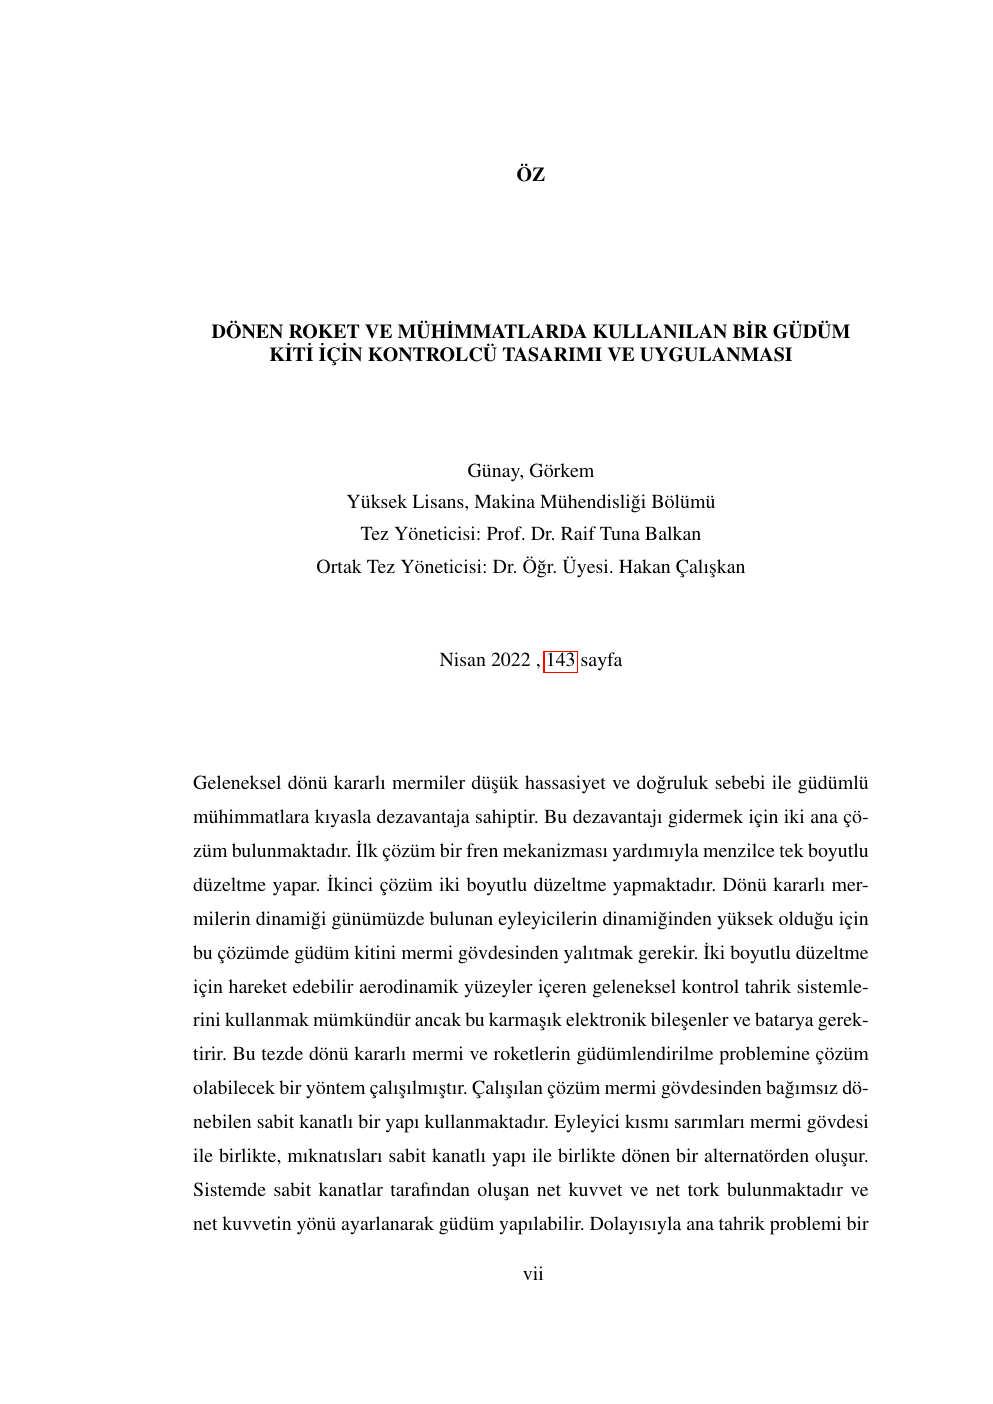 ÖZ
DÖNEN ROKET VE MÜHİMMATLARDA KULLANILAN BİR GÜDÜM
KİTİ İÇİN KONTROLCÜ TASARIMI VE UYGULANMASI
Günay, Görkem
Yüksek Lisans, Makina Mühendisliği Bölümü
Tez Yöneticisi: Prof. Dr. Raif Tuna Balkan
Ortak Tez Yöneticisi: Dr. Öğr. Üyesi. Hakan Çalışkan
Nisan 2022 , 143 sayfa
Geleneksel dönü kararlı mermiler düşük hassasiyet ve doğruluk sebebi ile güdümlü
mühimmatlara kıyasla dezavantaja sahiptir. Bu dezavantajı gidermek için iki ana çö-
züm bulunmaktadır. İlk çözüm bir fren mekanizması yardımıyla menzilce tek boyutlu
düzeltme yapar. İkinci çözüm iki boyutlu düzeltme yapmaktadır. Dönü kararlı mer-
milerin dinamiği günümüzde bulunan eyleyicilerin dinamiğinden yüksek olduğu için
bu çözümde güdüm kitini mermi gövdesinden yalıtmak gerekir. İki boyutlu düzeltme
için hareket edebilir aerodinamik yüzeyler içeren geleneksel kontrol tahrik sistemle-
rini kullanmak mümkündür ancak bu karmaşık elektronik bileşenler ve batarya gerek-
tirir. Bu tezde dönü kararlı mermi ve roketlerin güdümlendirilme problemine çözüm
olabilecek bir yöntem çalışılmıştır. Çalışılan çözüm mermi gövdesinden bağımsız dö-
nebilen sabit kanatlı bir yapı kullanmaktadır. Eyleyici kısmı sarımları mermi gövdesi
ile birlikte, mıknatısları sabit kanatlı yapı ile birlikte dönen bir alternatörden oluşur.
Sistemde sabit kanatlar tarafından oluşan net kuvvet ve net tork bulunmaktadır ve
net kuvvetin yönü ayarlanarak güdüm yapılabilir. Dolayısıyla ana tahrik problemi bir
vii